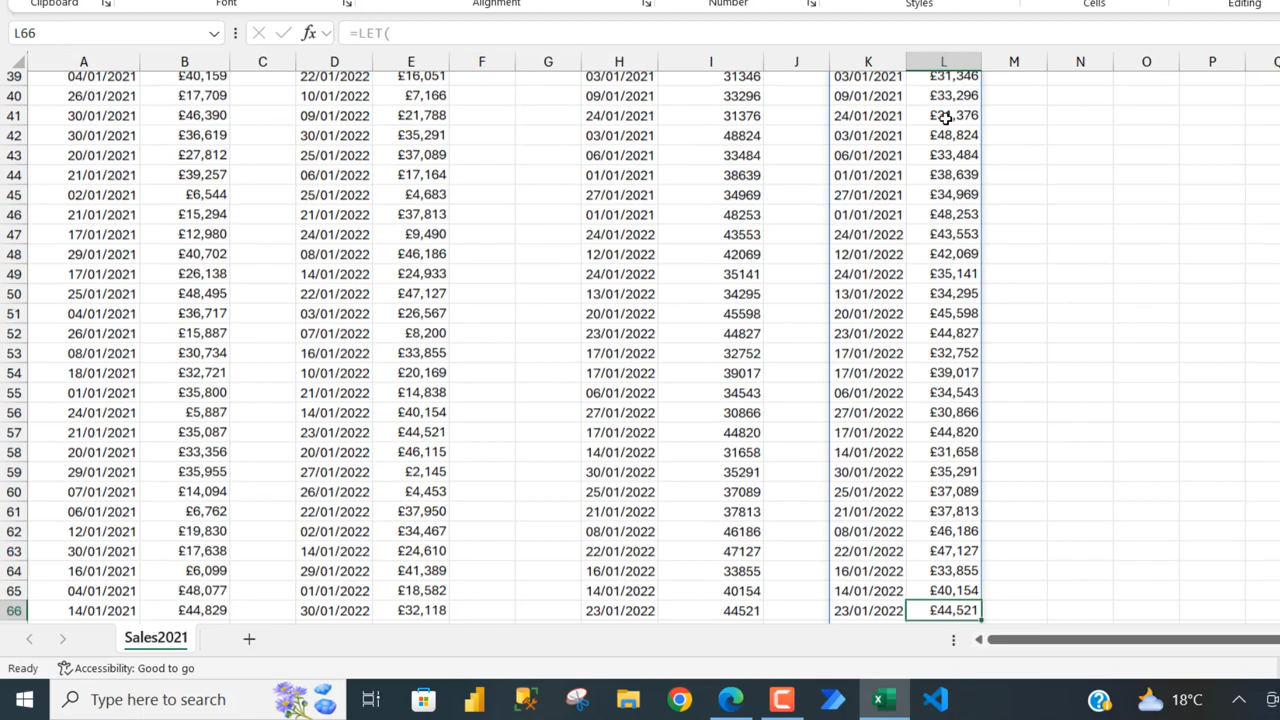 Clipboard Font Alignment Number Styles Cells Editing
L66 fx =LET(
A B C D E F G H I J K L M N O P
39 04/01/2021 £40,159 22/01/2022 £16,051 03/01/2021 31346 03/01/2021 £31,346
40 26/01/2021 £17,709 10/01/2022 £7,166 09/01/2021 33296 09/01/2021 £33,296
41 30/01/2021 £46,390 09/01/2022 £21,788 24/01/2021 31376 24/01/2021 £31,376
42 03/01/2021 £36,619 30/01/2022 £35,291 03/01/2021 48824 03/01/2021 £48,824
43 20/01/2021 £27,812 25/01/2022 £37,089 06/01/2021 33484 06/01/2021 £33,484
44 21/01/2021 £39,257 06/01/2022 £17,164 01/01/2021 38639 01/01/2021 £38,639
45 02/01/2021 £6,544 25/01/2022 £4,683 27/01/2021 34969 27/01/2021 £34,969
46 21/01/2021 £15,294 21/01/2022 £37,813 01/01/2021 48253 01/01/2021 £48,253
47 17/01/2021 £12,980 24/01/2022 £9,490 24/01/2022 43553 24/01/2022 £43,553
48 29/01/2021 £40,702 08/01/2022 £46,186 12/01/2022 42069 12/01/2022 £42,069
49 17/01/2021 £26,138 14/01/2022 £24,933 24/01/2022 35141 24/01/2022 £35,141
50 25/01/2021 £48,495 22/01/2022 £47,127 13/01/2022 34295 13/01/2022 £34,295
51 04/01/2021 £36,717 03/01/2022 £26,567 20/01/2022 45598 20/01/2022 £45,598
52 26/01/2021 £15,887 07/01/2022 £8,200 23/01/2022 44827 23/01/2022 £44,827
53 08/01/2021 £30,734 16/01/2022 £33,855 17/01/2022 32752 17/01/2022 £32,752
54 18/01/2021 £32,721 10/01/2022 £20,169 17/01/2022 39017 17/01/2022 £39,017
55 01/01/2021 £35,800 21/01/2022 £14,838 06/01/2022 34543 06/01/2022 £34,543
56 24/01/2021 £5,887 14/01/2022 £40,154 27/01/2022 30866 27/01/2022 £30,866
57 21/01/2021 £35,087 23/01/2022 £44,521 17/01/2022 44820 17/01/2022 £44,820
58 20/01/2021 £33,356 20/01/2022 £46,115 14/01/2022 31658 14/01/2022 £31,658
59 29/01/2021 £35,955 27/01/2022 £2,145 30/01/2022 35291 30/01/2022 £35,291
60 07/01/2021 £14,094 26/01/2022 £4,453 25/01/2022 37089 25/01/2022 £37,089
61 06/01/2021 £6,762 22/01/2022 £37,950 21/01/2022 37813 21/01/2022 £37,813
62 12/01/2021 £19,830 02/01/2022 £34,467 08/01/2022 46186 08/01/2022 £46,186
63 30/01/2021 £17,638 14/01/2022 £24,610 22/01/2022 47127 22/01/2022 £47,127
64 16/01/2021 £6,099 29/01/2022 £41,389 16/01/2022 33855 16/01/2022 £33,855
65 04/01/2021 £48,077 01/01/2022 £18,582 14/01/2022 40154 14/01/2022 £40,154
66 14/01/2021 £44,829 30/01/2022 £32,118 23/01/2022 44521 23/01/2022 £44,521
Sales2021
Ready Accessibility: Good to go
Type here to search 18°C